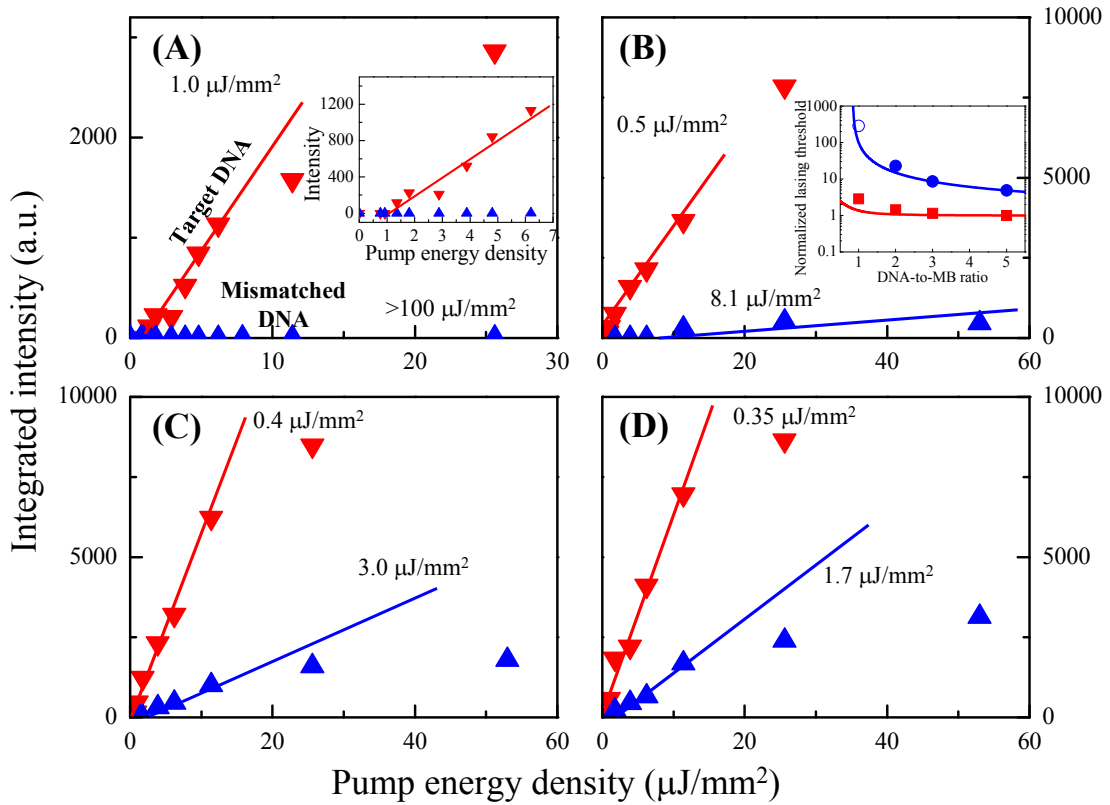 Integrated intensity (a.u.)
(A)
1.0 μJ/mm²
Target DNA
Mismatched
DNA
>100 μJ/mm²
0
2000
0
10
20
30
Intensity
0
400
800
1200
0
1
2
3
4
5
6
7
Pump energy density
(B)
0.5 μJ/mm²
8.1 μJ/mm²
10000
5000
0
0
20
40
60
Normalized lasing threshold
1000
100
10
1
0.1
1
2
3
4
5
DNA-to-MB ratio
(C)
0.4 μJ/mm²
3.0 μJ/mm²
10000
5000
0
0
20
40
60
(D)
0.35 μJ/mm²
1.7 μJ/mm²
10000
5000
0
0
20
40
60
Pump energy density (μJ/mm²)